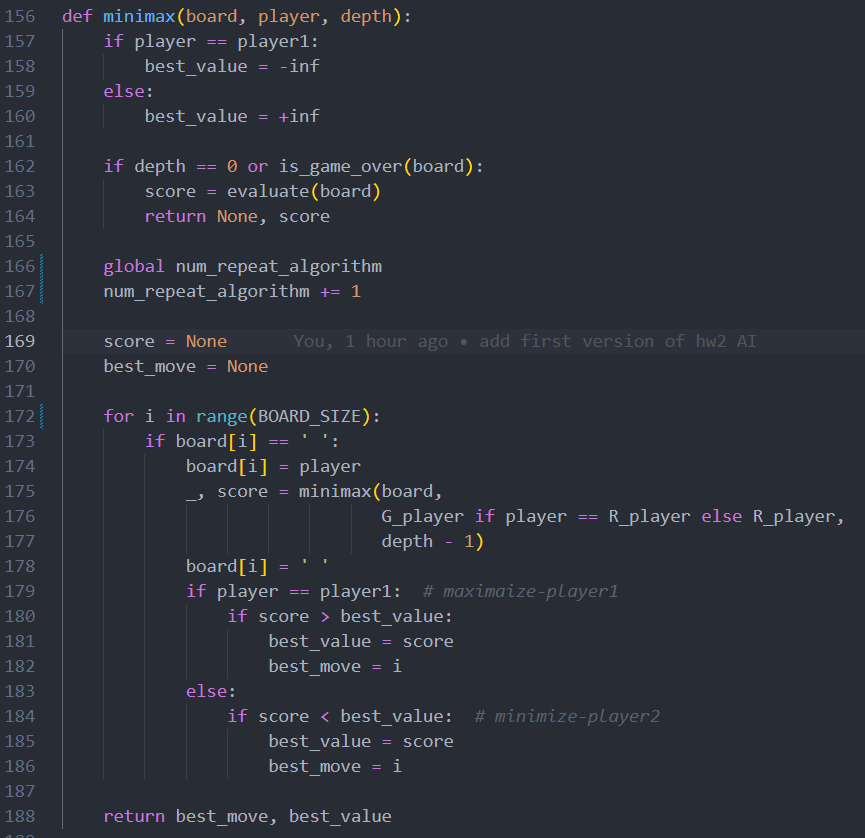 156 def minimax(board, player, depth):
157     if player == player1:
158         best_value = -inf
159     else:
160         best_value = +inf
161
162     if depth == 0 or is_game_over(board):
163         score = evaluate(board)
164         return None, score
165
166     global num_repeat_algorithm
167     num_repeat_algorithm += 1
168
169     score = None      You, 1 hour ago • add first version of hw2 AI
170     best_move = None
171
172     for i in range(BOARD_SIZE):
173         if board[i] == ' ':
174             board[i] = player
175             _, score = minimax(board,
176                                G_player if player == R_player else R_player,
177                                depth - 1)
178             board[i] = ' '
179             if player == player1:  # maximaize-player1
180                 if score > best_value:
181                     best_value = score
182                     best_move = i
183             else:
184                 if score < best_value:  # minimize-player2
185                     best_value = score
186                     best_move = i
187
188     return best_move, best_value